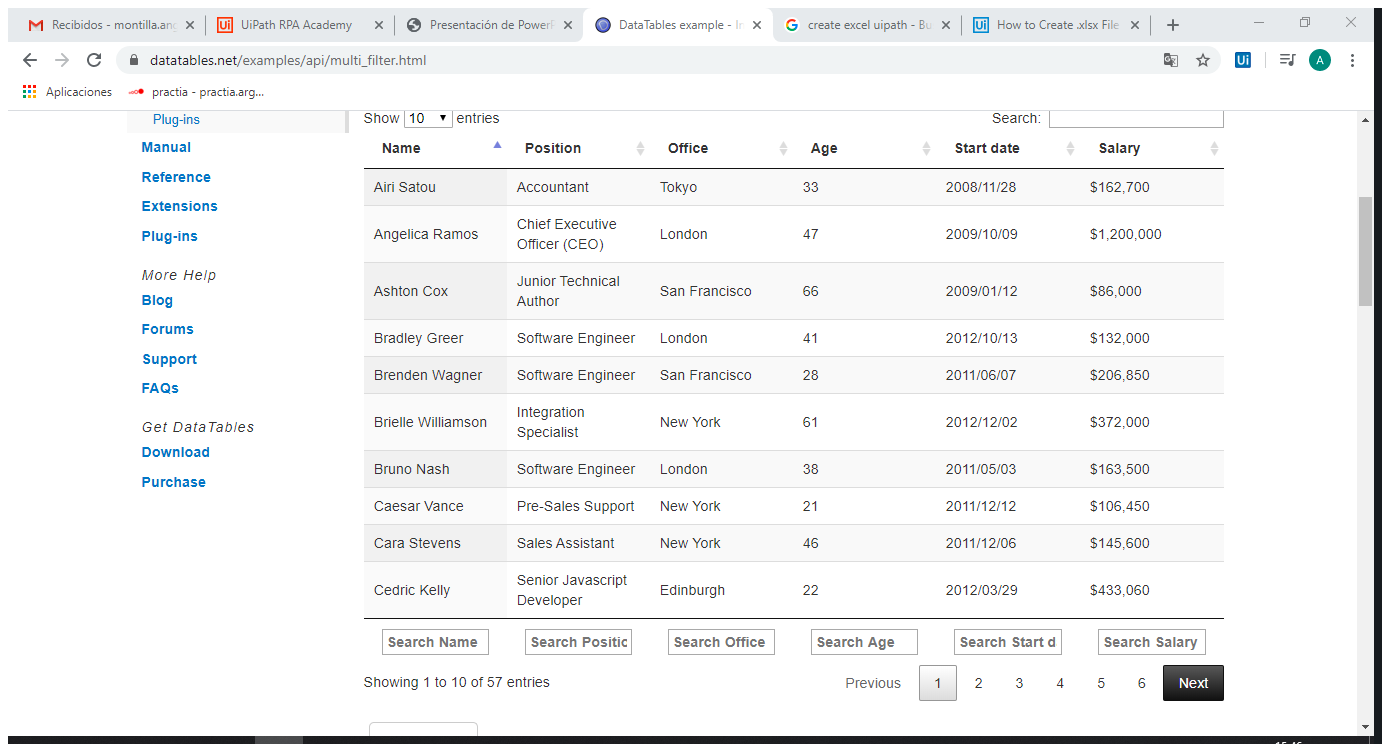 Recibidos - montilla.ang
UiPath RPA Academy
Presentación de PowerP
DataTables example - In
create excel uipath - Bu
How to Create .xlsx File
datatables.net/examples/api/multi_filter.html
Ui
A
Aplicaciones
practia - practia.arg...
Plug-ins
Manual
Reference
Extensions
Plug-ins
More Help
Blog
Forums
Support
FAQs
Get DataTables
Download
Purchase
Show 10 entries
Search:
Name Position Office Age Start date Salary
Airi Satou Accountant Tokyo 33 2008/11/28 $162,700
Angelica Ramos Chief Executive Officer (CEO) London 47 2009/10/09 $1,200,000
Ashton Cox Junior Technical Author San Francisco 66 2009/01/12 $86,000
Bradley Greer Software Engineer London 41 2012/10/13 $132,000
Brenden Wagner Software Engineer San Francisco 28 2011/06/07 $206,850
Brielle Williamson Integration Specialist New York 61 2012/12/02 $372,000
Bruno Nash Software Engineer London 38 2011/05/03 $163,500
Caesar Vance Pre-Sales Support New York 21 2011/12/12 $106,450
Cara Stevens Sales Assistant New York 46 2011/12/06 $145,600
Cedric Kelly Senior Javascript Developer Edinburgh 22 2012/03/29 $433,060
Search Name Search Positic Search Office Search Age Search Start d Search Salary
Showing 1 to 10 of 57 entries
Previous 1 2 3 4 5 6 Next